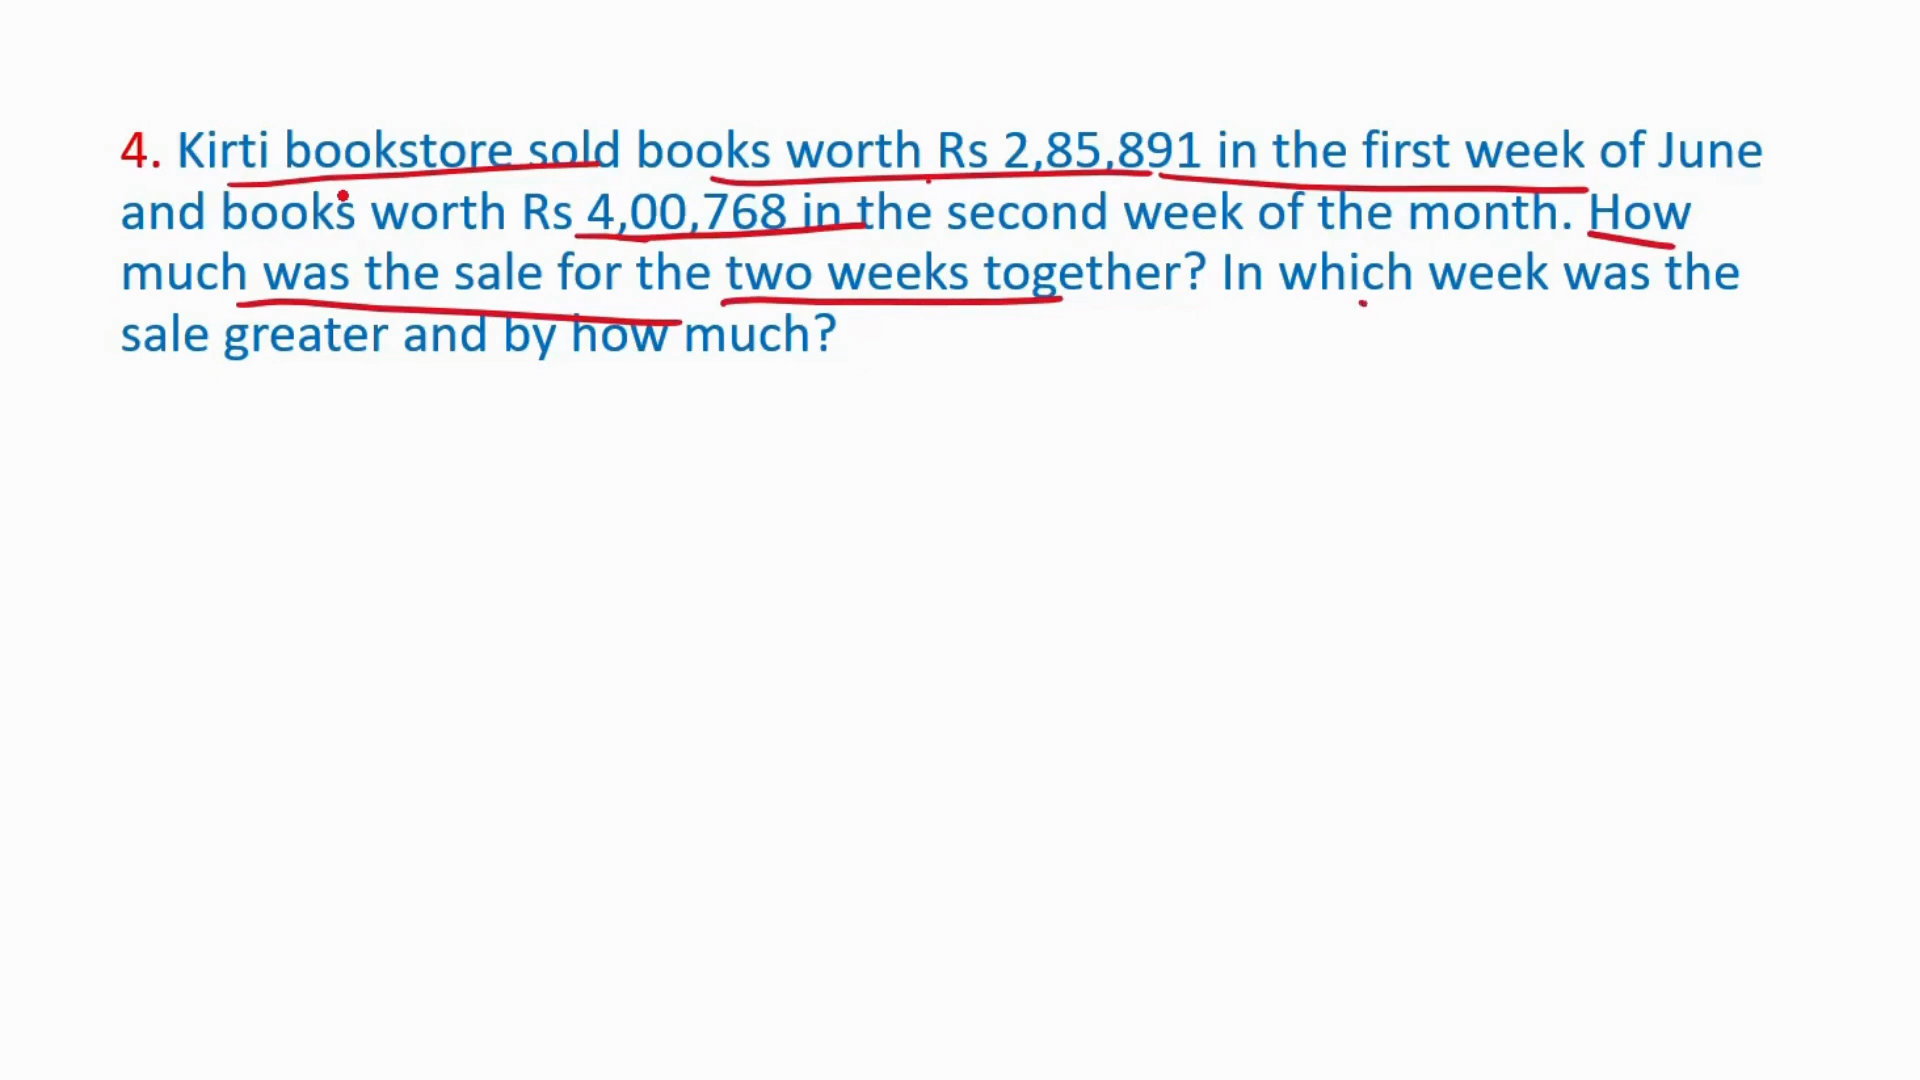 4. Kirti bookstore sold books worth Rs 2,85,891 in the first week of June
and books worth Rs 4,00,768 in the second week of the month. How
much was the sale for the two weeks together? In which week was the
sale greater and by how much?